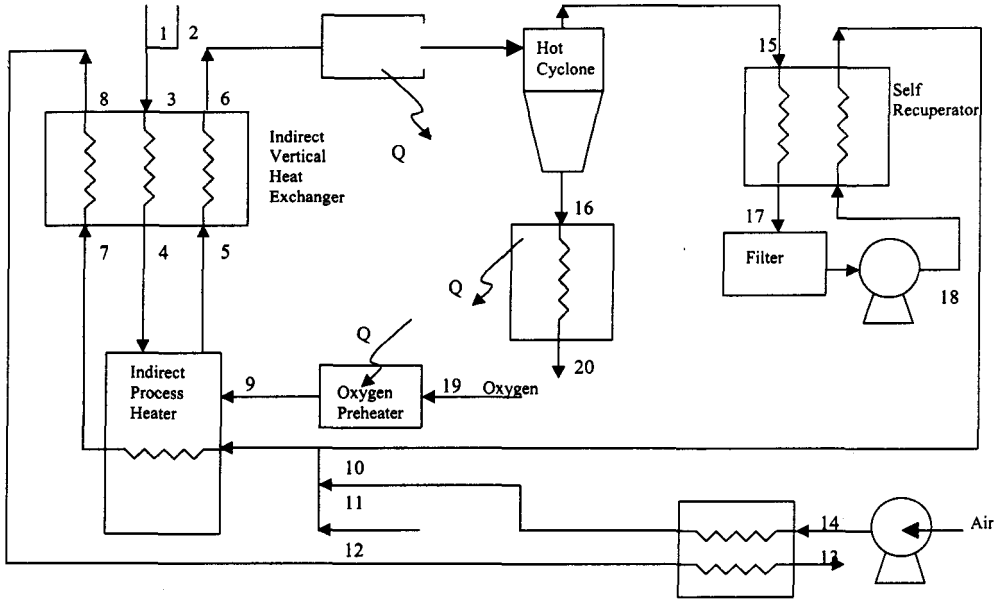 1 2
15
Hot
Cyclone
8 3 6
Self
Recuperator
Indirect
Vertical
Heat
Exchanger
Q
16
17
7 4 5
Filter
Q
18
Q
20
Indirect
Process
Heater
9
Oxygen
Preheater
19 Oxygen
10
11
12
14
Air
13